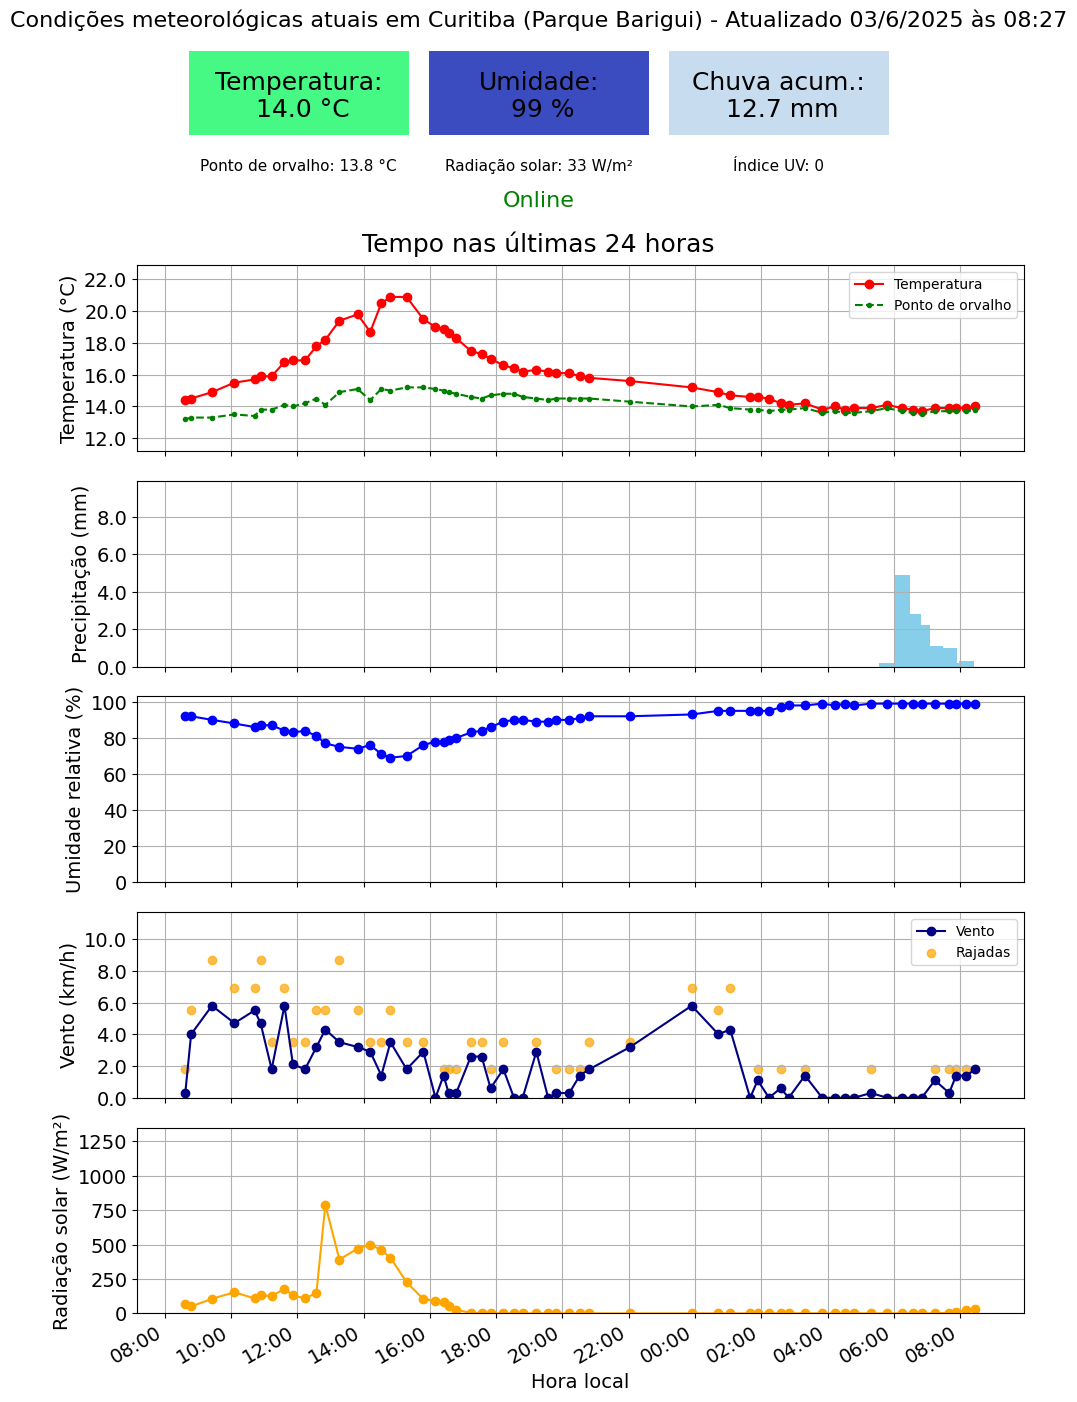 Condições meteorológicas atuais em Curitiba (Parque Barigui) - Atualizado 03/6/2025 às 08:27
Temperatura:
14.0 °C
Umidade:
99 %
Chuva acum.:
12.7 mm
Ponto de orvalho: 13.8 °C
Radiação solar: 33 W/m²
Índice UV: 0
Online
Tempo nas últimas 24 horas
Temperatura (°C)
22.0
20.0
18.0
16.0
14.0
12.0
Temperatura
Ponto de orvalho
Precipitação (mm)
8.0
6.0
4.0
2.0
0.0
Umidade relativa (%)
100
80
60
40
20
0
Vento (km/h)
10.0
8.0
6.0
4.0
2.0
0.0
Vento
Rajadas
Radiação solar (W/m²)
1250
1000
750
500
250
0
08:00
10:00
12:00
14:00
16:00
18:00
20:00
22:00
00:00
02:00
04:00
06:00
08:00
Hora local